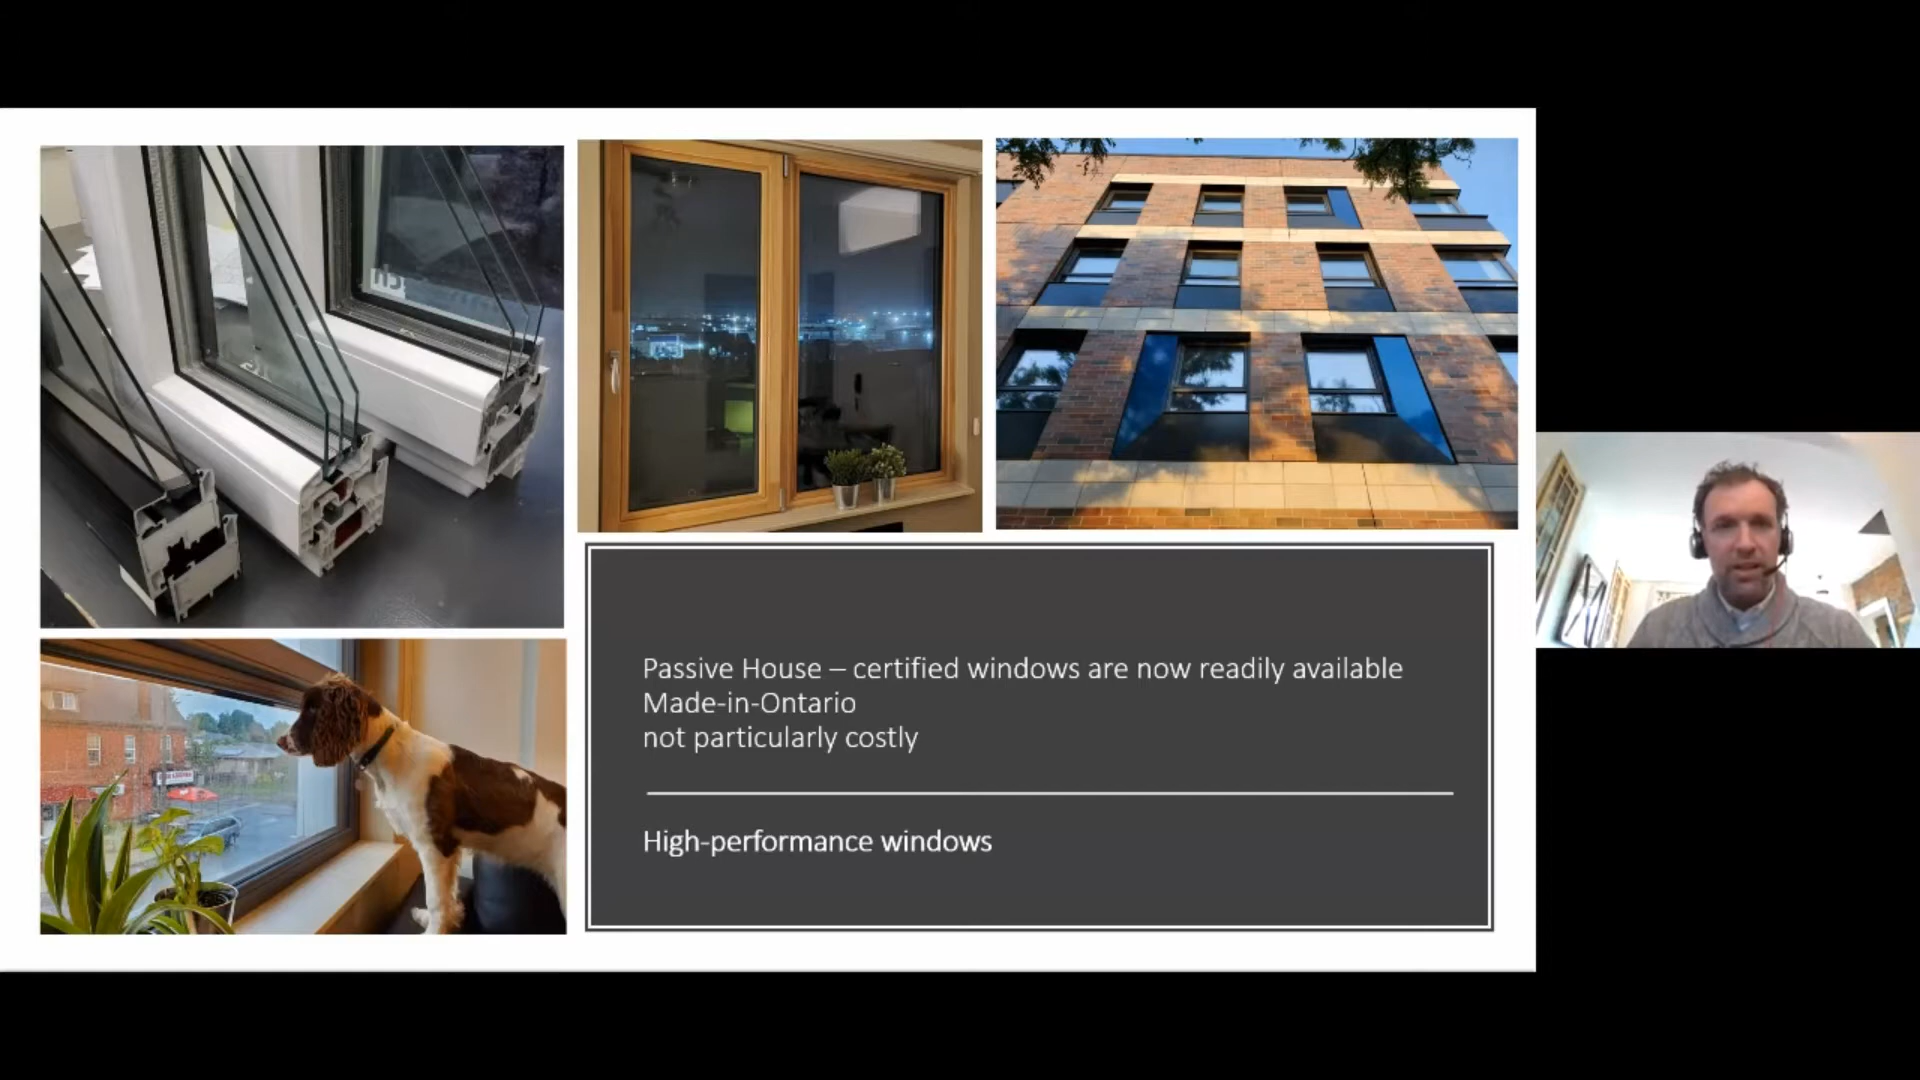 Passive House – certified windows are now readily available
Made-in-Ontario
not particularly costly
High-performance windows